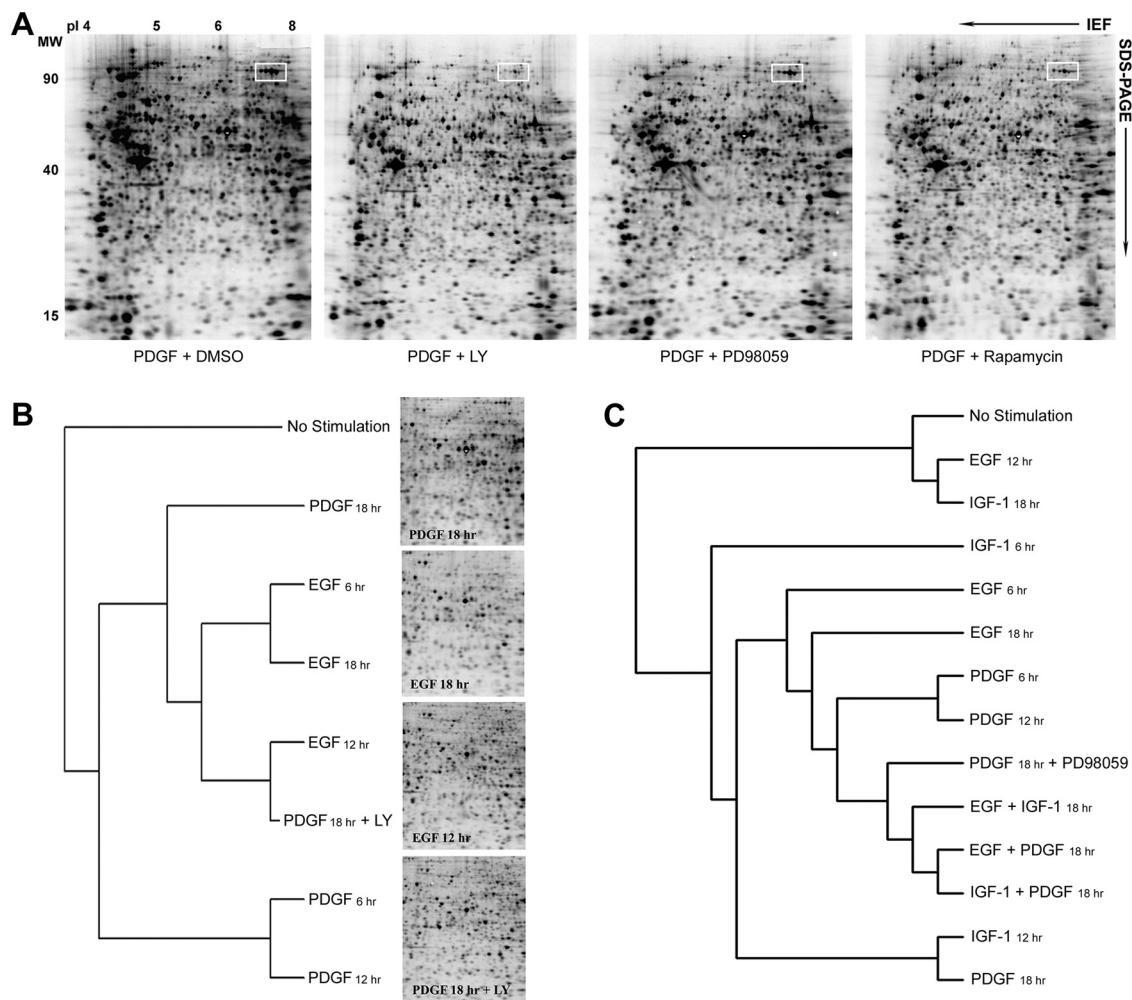 A
pI 4 5 6 8
IEF
MW
90
40
15
SDS-PAGE
PDGF + DMSO
PDGF + LY
PDGF + PD98059
PDGF + Rapamycin
B
No Stimulation
PDGF 18 hr
EGF 6 hr
EGF 18 hr
EGF 12 hr
PDGF 18 hr + LY
PDGF 6 hr
PDGF 12 hr
PDGF 18 hr
EGF 18 hr
EGF 12 hr
PDGF 18 hr + LY
C
No Stimulation
EGF 12 hr
IGF-1 18 hr
IGF-1 6 hr
EGF 6 hr
EGF 18 hr
PDGF 6 hr
PDGF 12 hr
PDGF 18 hr + PD98059
EGF + IGF-1 18 hr
EGF + PDGF 18 hr
IGF-1 + PDGF 18 hr
IGF-1 12 hr
PDGF 18 hr